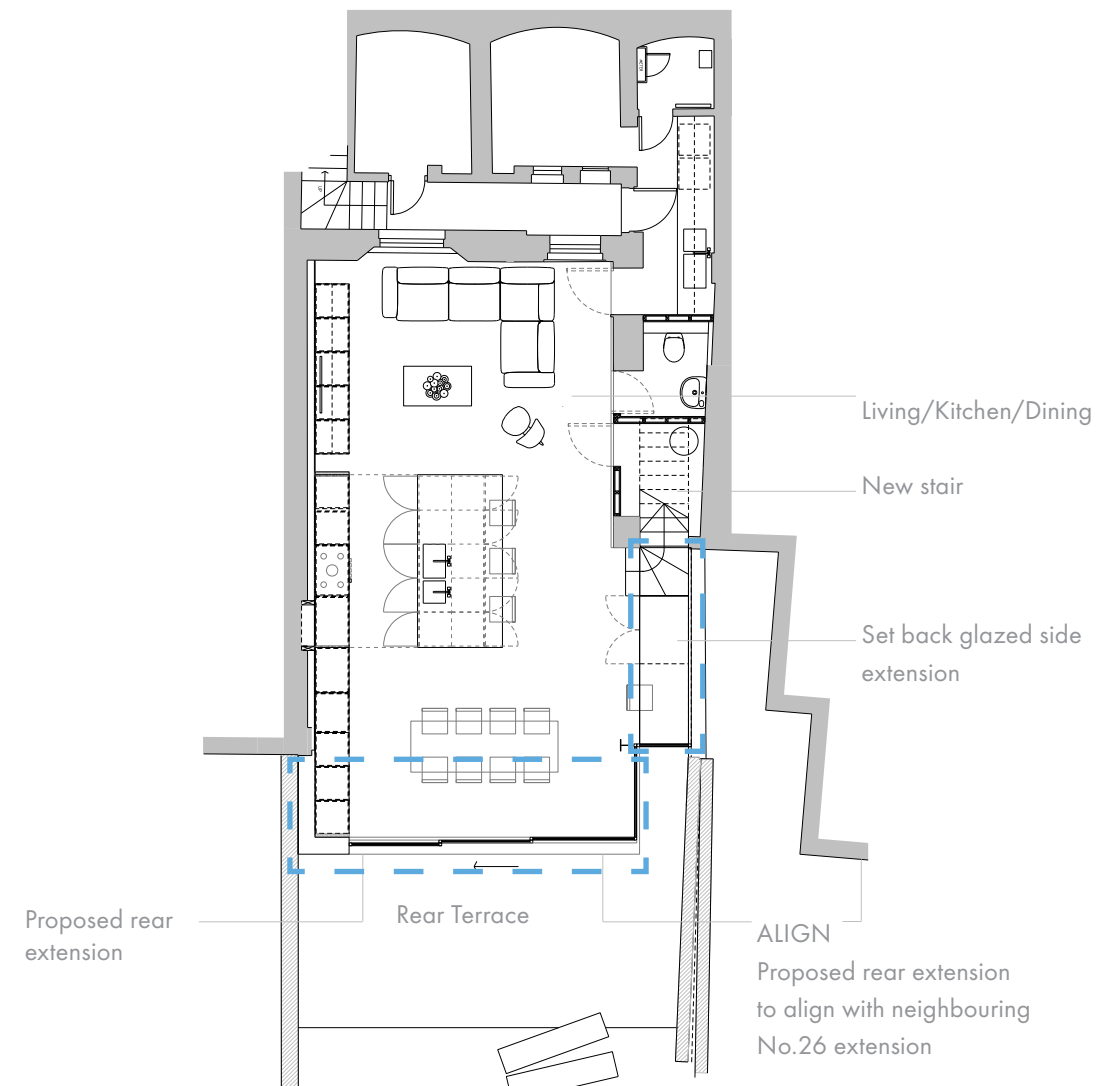 UP
Living/Kitchen/Dining
New stair
Set back glazed side
extension
Proposed rear
extension
Rear Terrace
ALIGN
Proposed rear extension
to align with neighbouring
No.26 extension